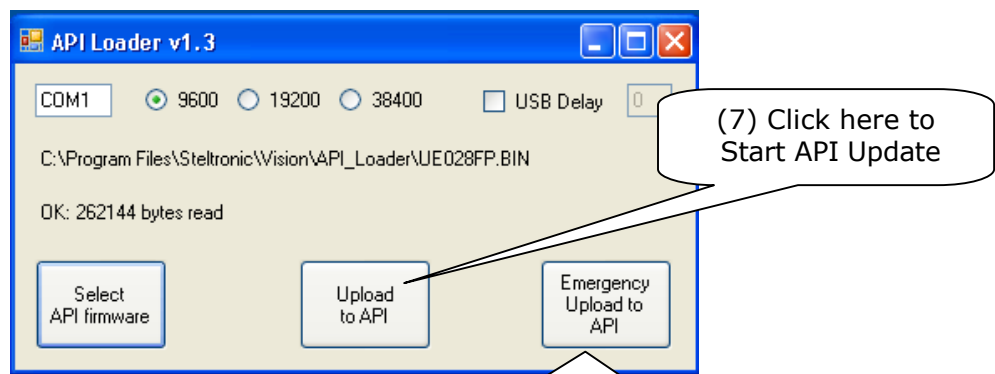 API Loader v1.3
COM1 9600 19200 38400 USB Delay 0
(7) Click here to
Start API Update
C:\Program Files\Steltronic\Vision\API_Loader\UE028FP.BIN
OK: 262144 bytes read
Select
API firmware
Upload
to API
Emergency
Upload to
API